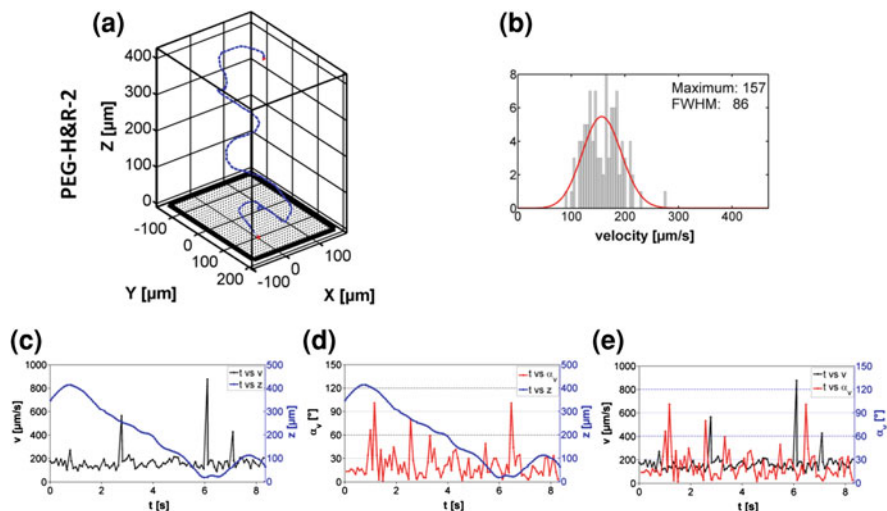 (a)
PEG-H&R-2
Z [µm]
400
300
200
100
0
-100
0
100
200
Y [µm]
-100
0
100
X [µm]
(b)
8
6
4
2
0
Maximum: 157
FWHM: 86
0 100 200 300 400
velocity [µm/s]
(c)
1000
800
600
400
200
0
v [µm/s]
t vs v
t vs z
500
400
300
200
100
0
z [µm]
0 2 4 6 8
t [s]
(d)
150
120
90
60
30
0
αv [°]
t vs αv
t vs z
500
400
300
200
100
0
z [µm]
0 2 4 6 8
t [s]
(e)
1000
800
600
400
200
0
v [µm/s]
t vs v
t vs αv
150
120
90
60
30
0
αv [°]
0 2 4 6 8
t [s]